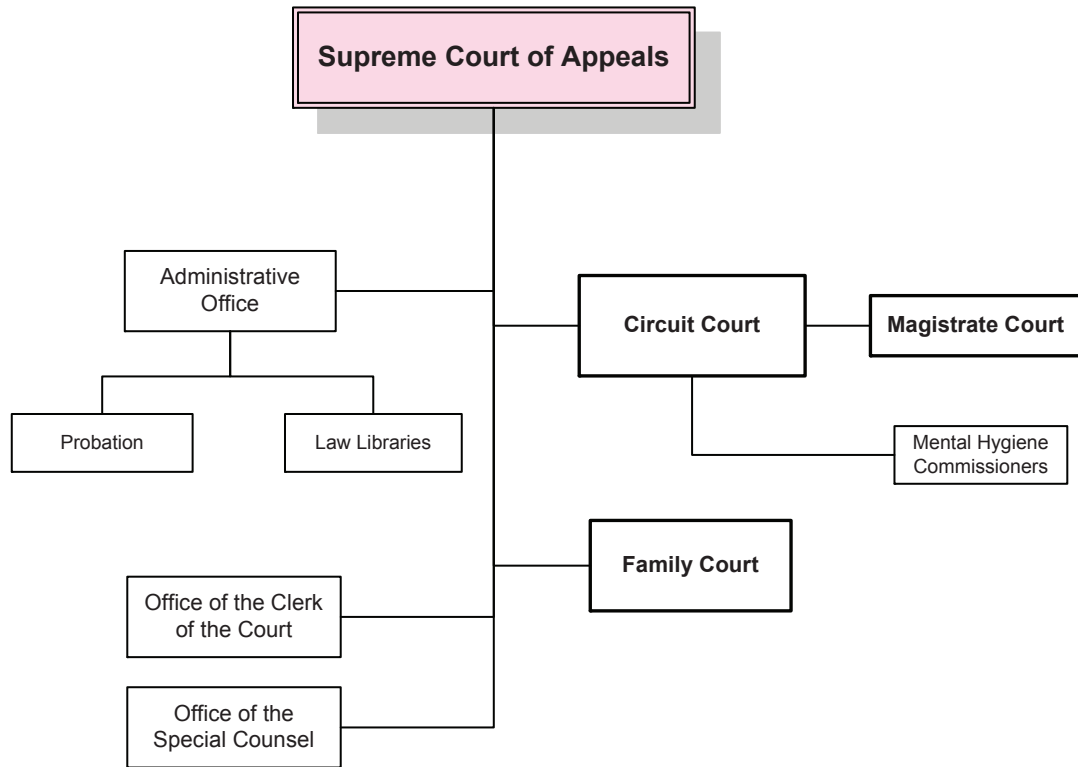 Supreme Court of Appeals
Administrative
Office
Circuit Court
Magistrate Court
Probation
Law Libraries
Mental Hygiene
Commissioners
Family Court
Office of the Clerk
of the Court
Office of the
Special Counsel